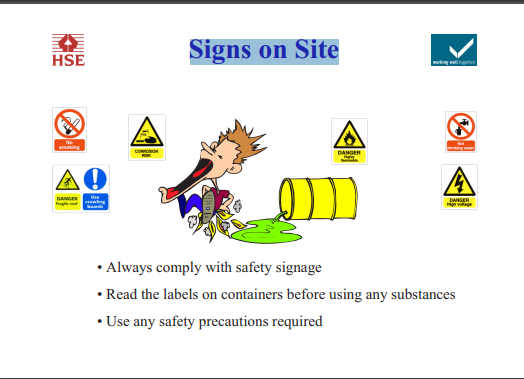 Signs on Site
HSE
working well together
No
smoking
CORROSION
RISK
DANGER
Highly
flammable
Not
drinking water
DANGER
Fragile roof
Use
crawling
boards
DANGER
High voltage
• Always comply with safety signage
• Read the labels on containers before using any substances
• Use any safety precautions required